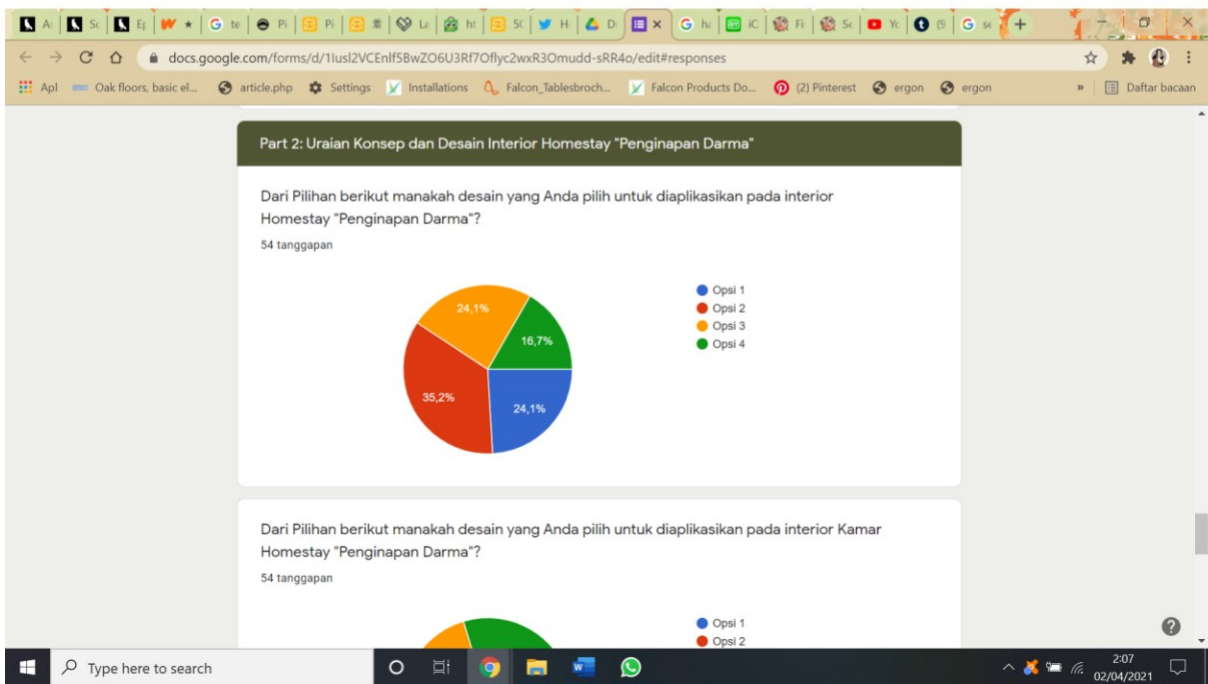 docs.google.com/forms/d/1Iusl2VCEnlf5BwZO6U3Rf7Oflyc2wxR3Omudd-sRR4o/edit#responses
Apl Oak floors, basic el... article.php Settings Installations Falcon_Tablesbroch... Falcon Products Do... (2) Pinterest ergon ergon » Daftar bacaan
Part 2: Uraian Konsep dan Desain Interior Homestay "Penginapan Darma"
Dari Pilihan berikut manakah desain yang Anda pilih untuk diaplikasikan pada interior
Homestay "Penginapan Darma"?
54 tanggapan
Opsi 1
Opsi 2
Opsi 3
Opsi 4
24,1%
16,7%
35,2%
24,1%
Dari Pilihan berikut manakah desain yang Anda pilih untuk diaplikasikan pada interior Kamar
Homestay "Penginapan Darma"?
54 tanggapan
Opsi 1
Opsi 2
Type here to search
2:07
02/04/2021